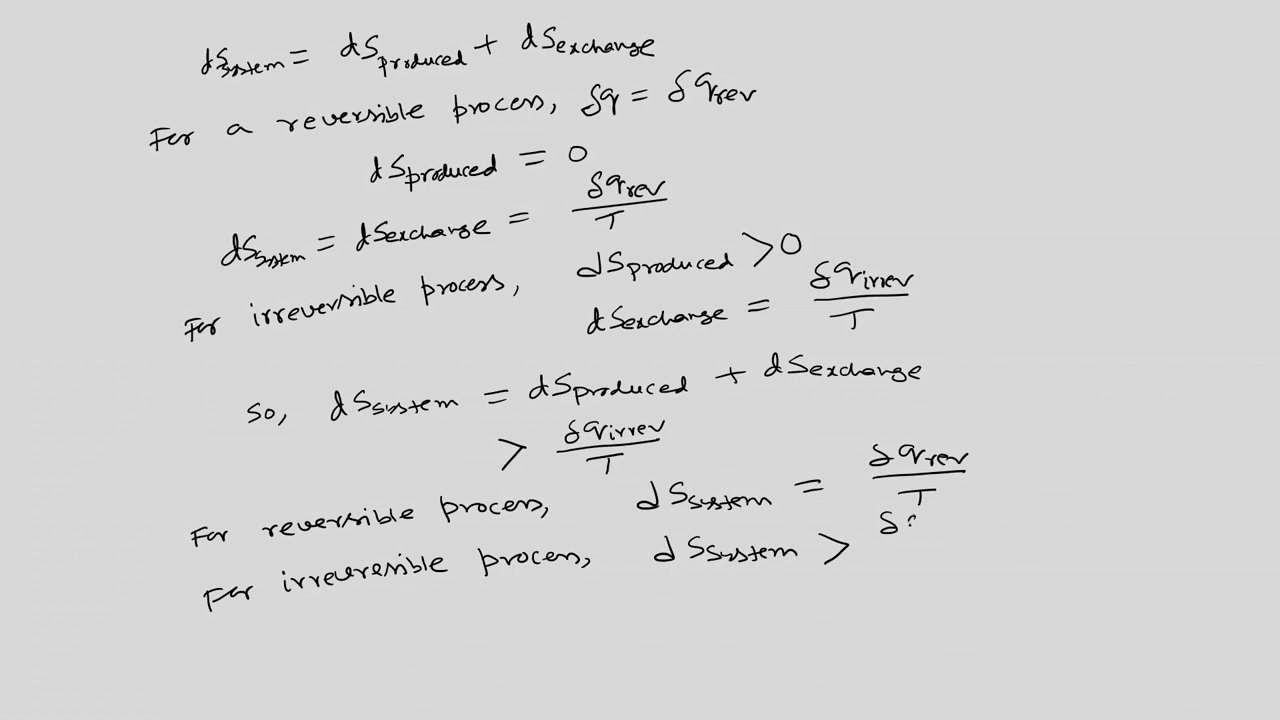 dSsystem = dSproduced + dSexchange
For a reversible process, δq = δqrev
dSproduced = 0
dSsystem = dSexchange = δqrev/T
For irreversible process, dSproduced > 0
dSexchange = δqirrev/T
So, dSsystem = dSproduced + dSexchange
> δqirrev/T
For reversible process, dSsystem = δqrev/T
For irreversible process, dSsystem > δ